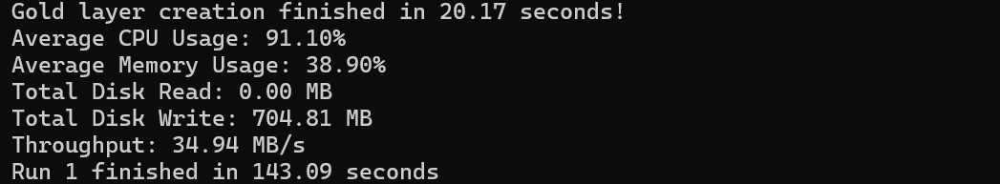 Gold layer creation finished in 20.17 seconds!
Average CPU Usage: 91.10%
Average Memory Usage: 38.90%
Total Disk Read: 0.00 MB
Total Disk Write: 704.81 MB
Throughput: 34.94 MB/s
Run 1 finished in 143.09 seconds